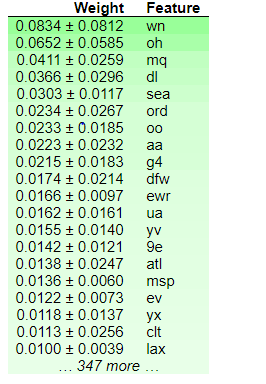 Weight Feature
0.0834 ± 0.0812 wn
0.0652 ± 0.0585 oh
0.0411 ± 0.0259 mq
0.0366 ± 0.0296 dl
0.0303 ± 0.0117 sea
0.0234 ± 0.0267 ord
0.0233 ± 0.0185 oo
0.0223 ± 0.0232 aa
0.0215 ± 0.0183 g4
0.0174 ± 0.0214 dfw
0.0166 ± 0.0097 ewr
0.0162 ± 0.0161 ua
0.0155 ± 0.0140 yv
0.0142 ± 0.0121 9e
0.0138 ± 0.0247 atl
0.0136 ± 0.0060 msp
0.0122 ± 0.0073 ev
0.0118 ± 0.0137 yx
0.0113 ± 0.0256 clt
0.0100 ± 0.0039 lax
… 347 more …